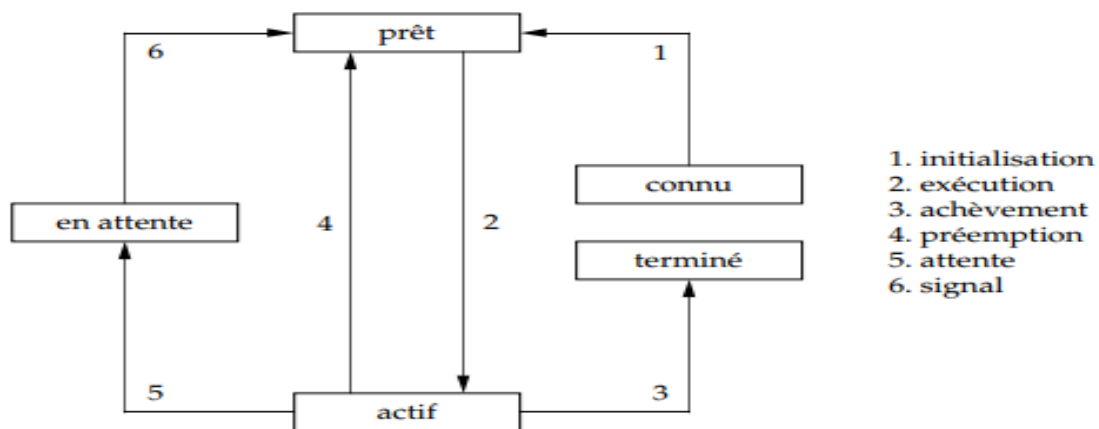 prêt
6
1
connu
1. initialisation
2. exécution
3. achèvement
4. préemption
5. attente
6. signal
en attente
4
2
terminé
5
3
actif